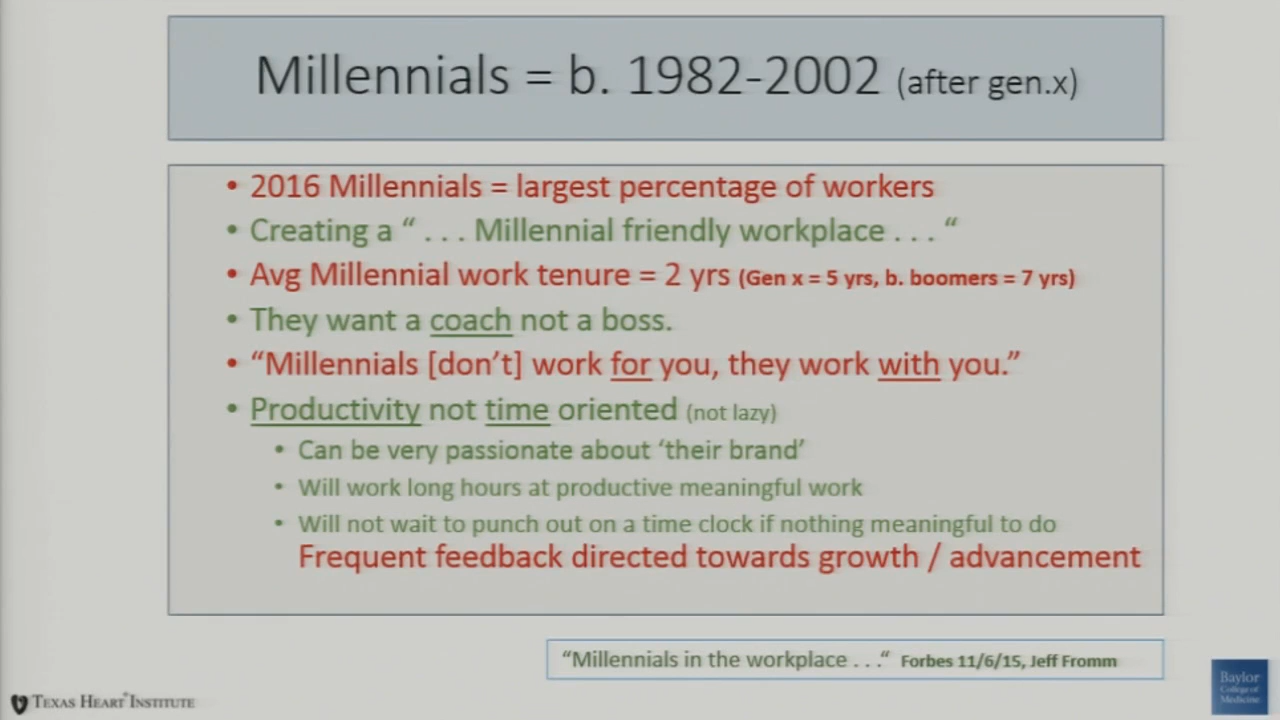 Millennials = b. 1982-2002 (after gen.x)
• 2016 Millennials = largest percentage of workers
• Creating a “ . . . Millennial friendly workplace . . . “
• Avg Millennial work tenure = 2 yrs (Gen x = 5 yrs, b. boomers = 7 yrs)
• They want a coach not a boss.
• “Millennials [don’t] work for you, they work with you.”
• Productivity not time oriented (not lazy)
• Can be very passionate about ‘their brand’
• Will work long hours at productive meaningful work
• Will not wait to punch out on a time clock if nothing meaningful to do
Frequent feedback directed towards growth / advancement
“Millennials in the workplace . . .“ Forbes 11/6/15, Jeff Fromm
TEXAS HEART® INSTITUTE
Baylor
College of
Medicine